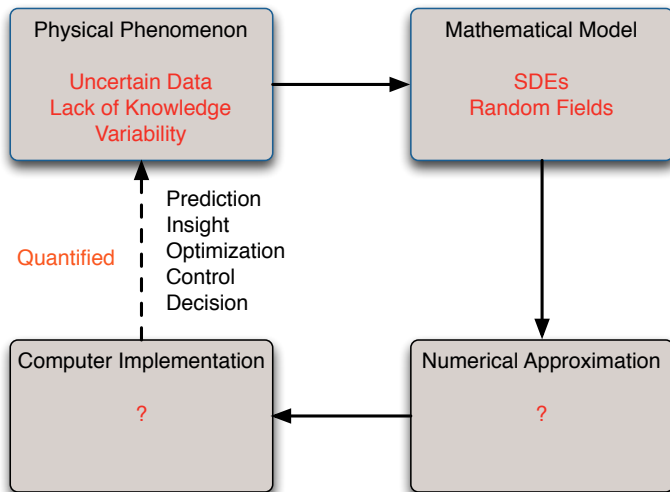 Physical Phenomenon
Uncertain Data
Lack of Knowledge
Variability
Mathematical Model
SDEs
Random Fields
Quantified
Prediction
Insight
Optimization
Control
Decision
Computer Implementation
?
Numerical Approximation
?